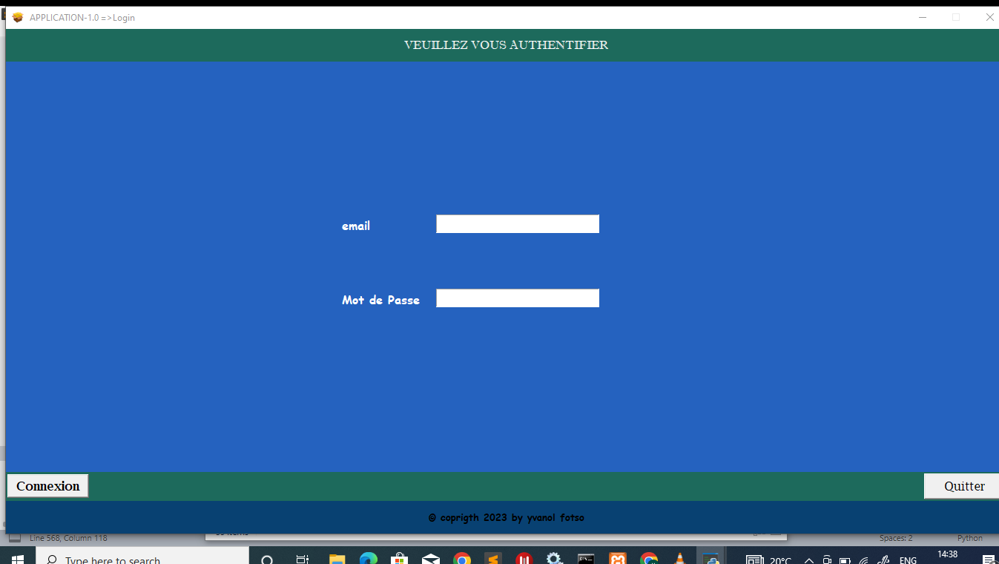 APPLICATION-1.0 =>Login
VEUILLEZ VOUS AUTHENTIFIER
email
Mot de Passe
Connexion
Quitter
© coprigth 2023 by yvanol fotso
Line 568, Column 118
Spaces: 2
Python
Type here to search
20°C
ENG
14:38